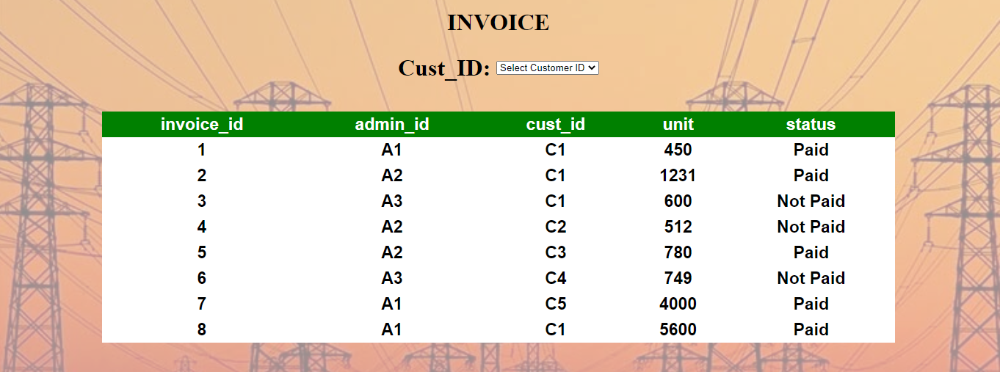 INVOICE
Cust_ID: Select Customer ID
invoice_id admin_id cust_id unit status
1 A1 C1 450 Paid
2 A2 C1 1231 Paid
3 A3 C1 600 Not Paid
4 A2 C2 512 Not Paid
5 A2 C3 780 Paid
6 A3 C4 749 Not Paid
7 A1 C5 4000 Paid
8 A1 C1 5600 Paid